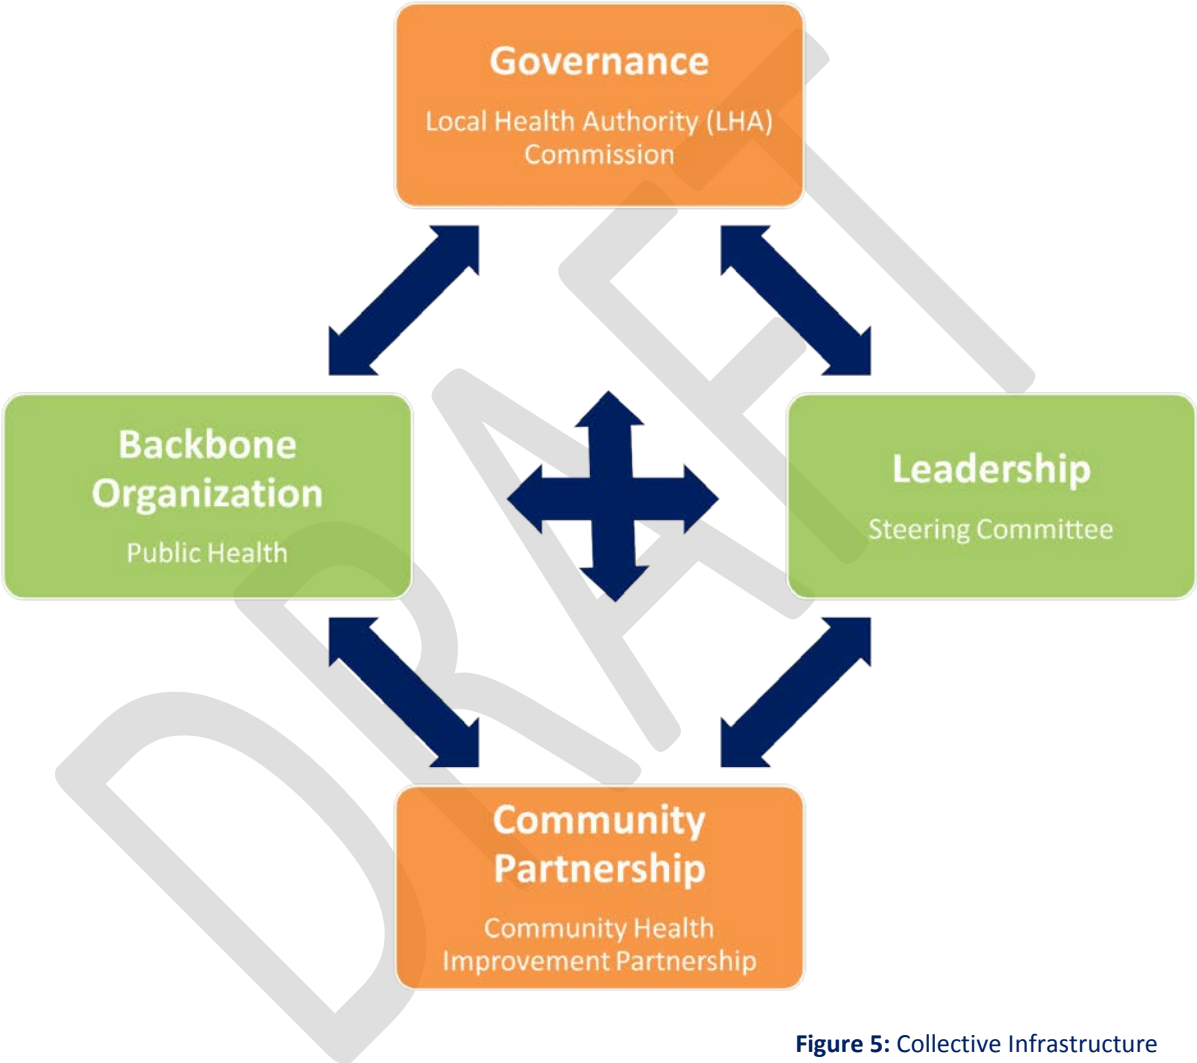 Governance
Local Health Authority (LHA)
Commission
Backbone
Organization
Public Health
Leadership
Steering Committee
Community
Partnership
Community Health
Improvement Partnership
DRAFT
Figure 5: Collective Infrastructure